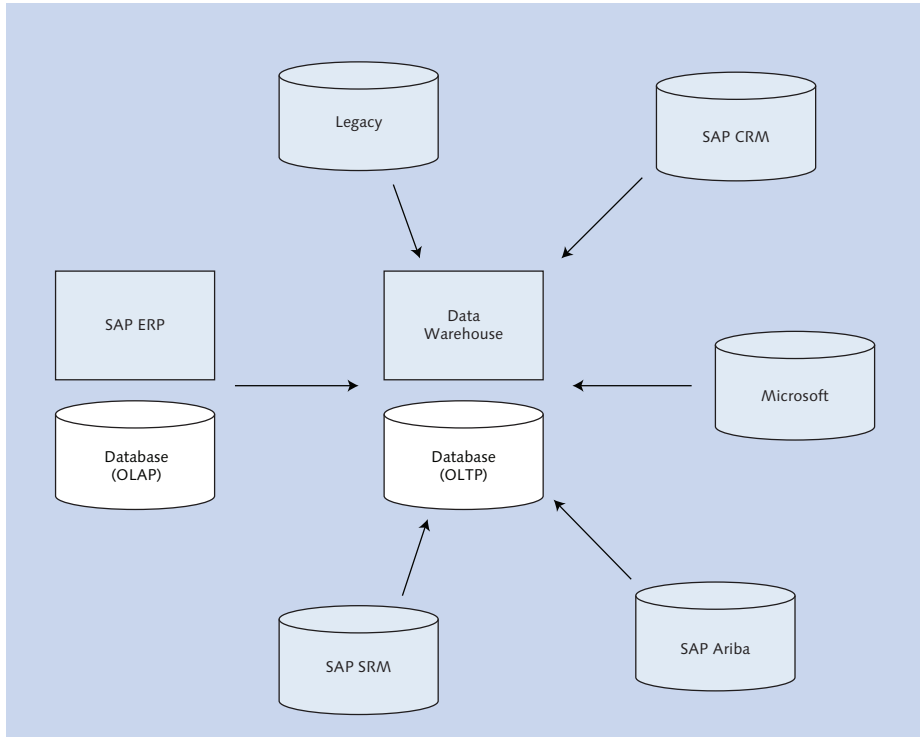 Legacy
SAP CRM
SAP ERP
Data
Warehouse
Microsoft
Database
(OLAP)
Database
(OLTP)
SAP SRM
SAP Ariba